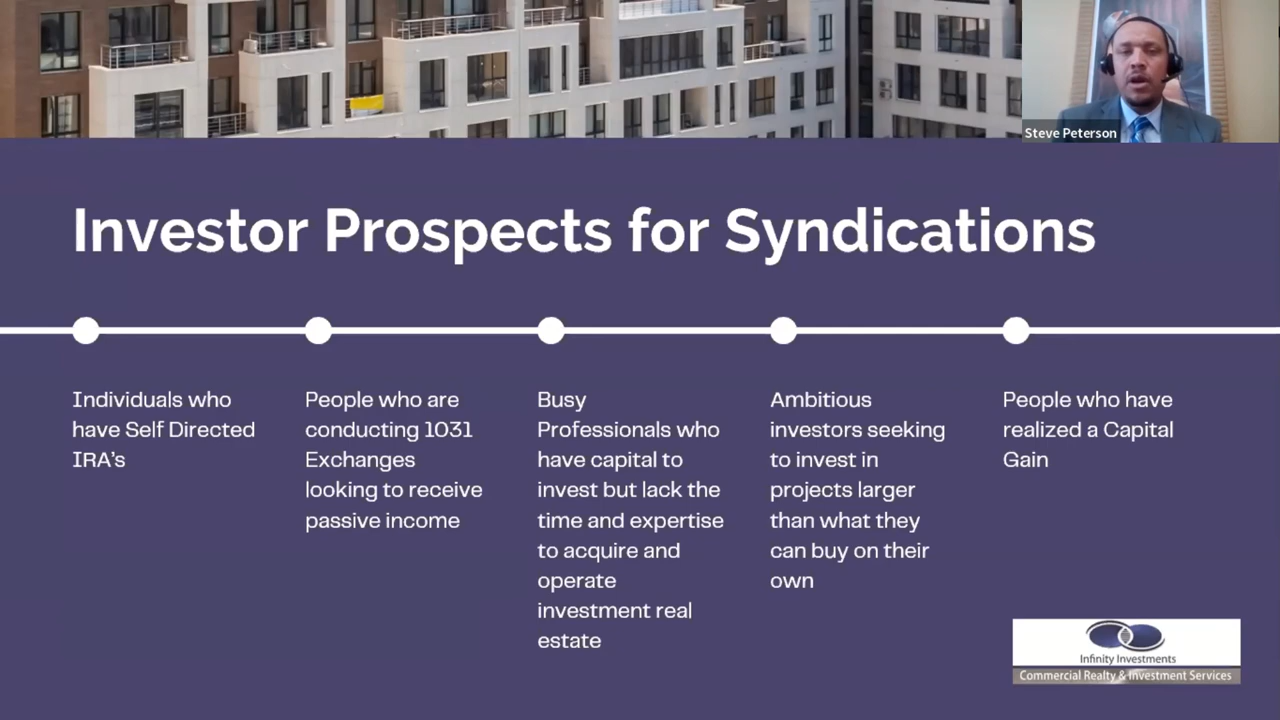 Steve Peterson
Investor Prospects for Syndications
Individuals who
have Self Directed
IRA's
People who are
conducting 1031
Exchanges
looking to receive
passive income
Busy
Professionals who
have capital to
invest but lack the
time and expertise
to acquire and
operate
investment real
estate
Ambitious
investors seeking
to invest in
projects larger
than what they
can buy on their
own
People who have
realized a Capital
Gain
Infinity Investments
Commercial Realty & Investment Services